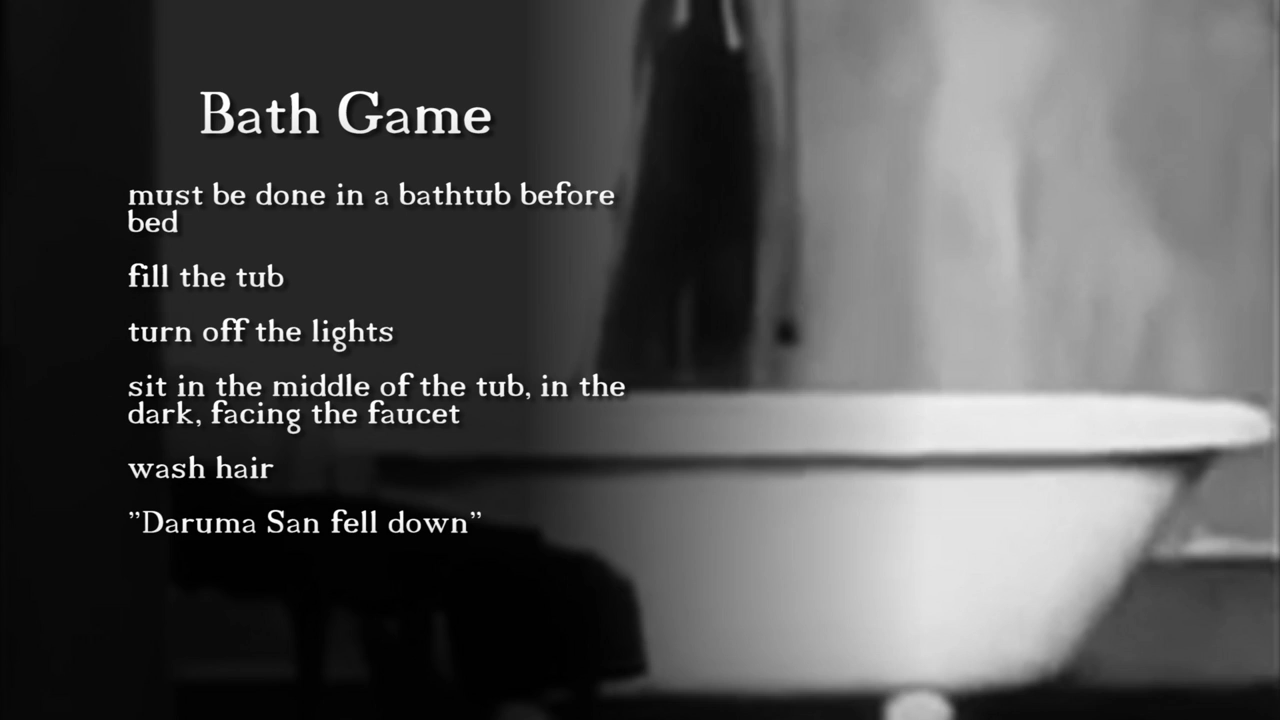 Bath Game
must be done in a bathtub before
bed
fill the tub
turn off the lights
sit in the middle of the tub, in the
dark, facing the faucet
wash hair
”Daruma San fell down”